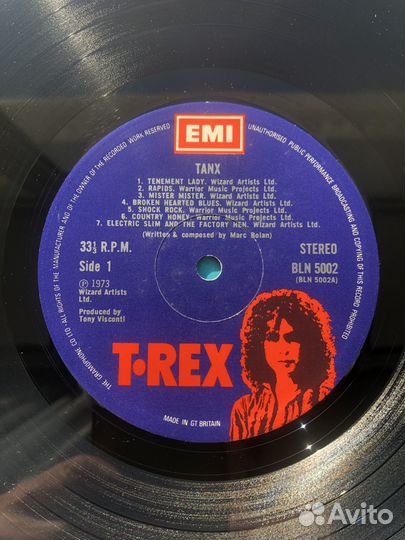 EMI
ALL RIGHTS OF THE MANUFACTURER AND OF THE OWNER OF THE RECORDED WORK RESERVED
UNAUTHORISED PUBLIC PERFORMANCE BROADCASTING AND COPYING OF THIS RECORD PROHIBITED
TANX
1. TENEMENT LADY. Wizard Artists Ltd.
2. RAPIDS. Warrior Music Projects Ltd.
3. MISTER MISTER. Wizard Artists Ltd.
4. BROKEN HEARTED BLUES. Wizard Artists Ltd.
5. SHOCK ROCK. Warrior Music Projects Ltd.
6. COUNTRY HONEY. Warrior Music Projects Ltd.
7. ELECTRIC SLIM AND THE FACTORY HEN. Wizard Artists Ltd.
(Written & composed by Marc Bolan)
33⅓ R.P.M.
STEREO
Side 1
BLN 5002
(BLN 5002A)
℗ 1973
Wizard Artists
Ltd.
Produced by
Tony Visconti
T•REX
THE GRAMOPHONE CO LTD.
MADE IN GT BRITAIN
Avito